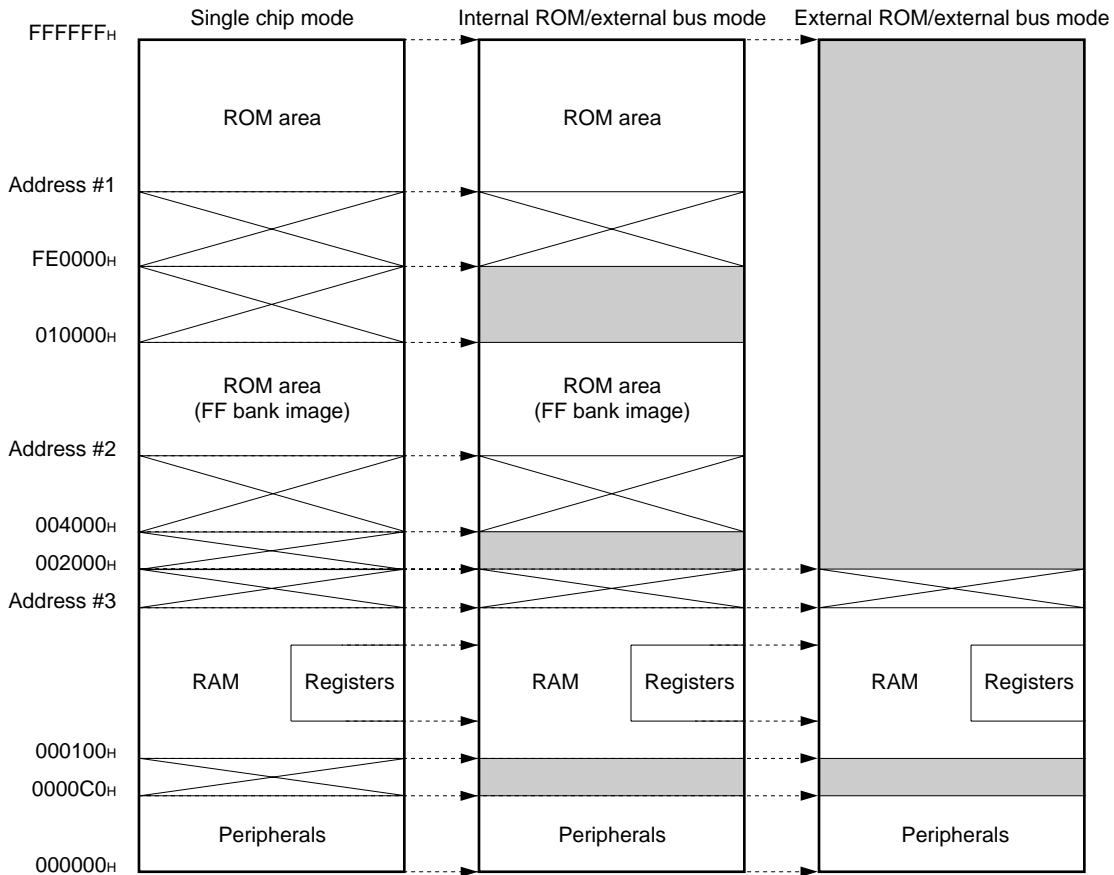 Single chip mode
Internal ROM/external bus mode
External ROM/external bus mode
FFFFFFH
ROM area
ROM area
Address #1
FE0000H
010000H
ROM area
(FF bank image)
ROM area
(FF bank image)
Address #2
004000H
002000H
Address #3
RAM
Registers
RAM
Registers
RAM
Registers
000100H
0000C0H
Peripherals
Peripherals
Peripherals
000000H